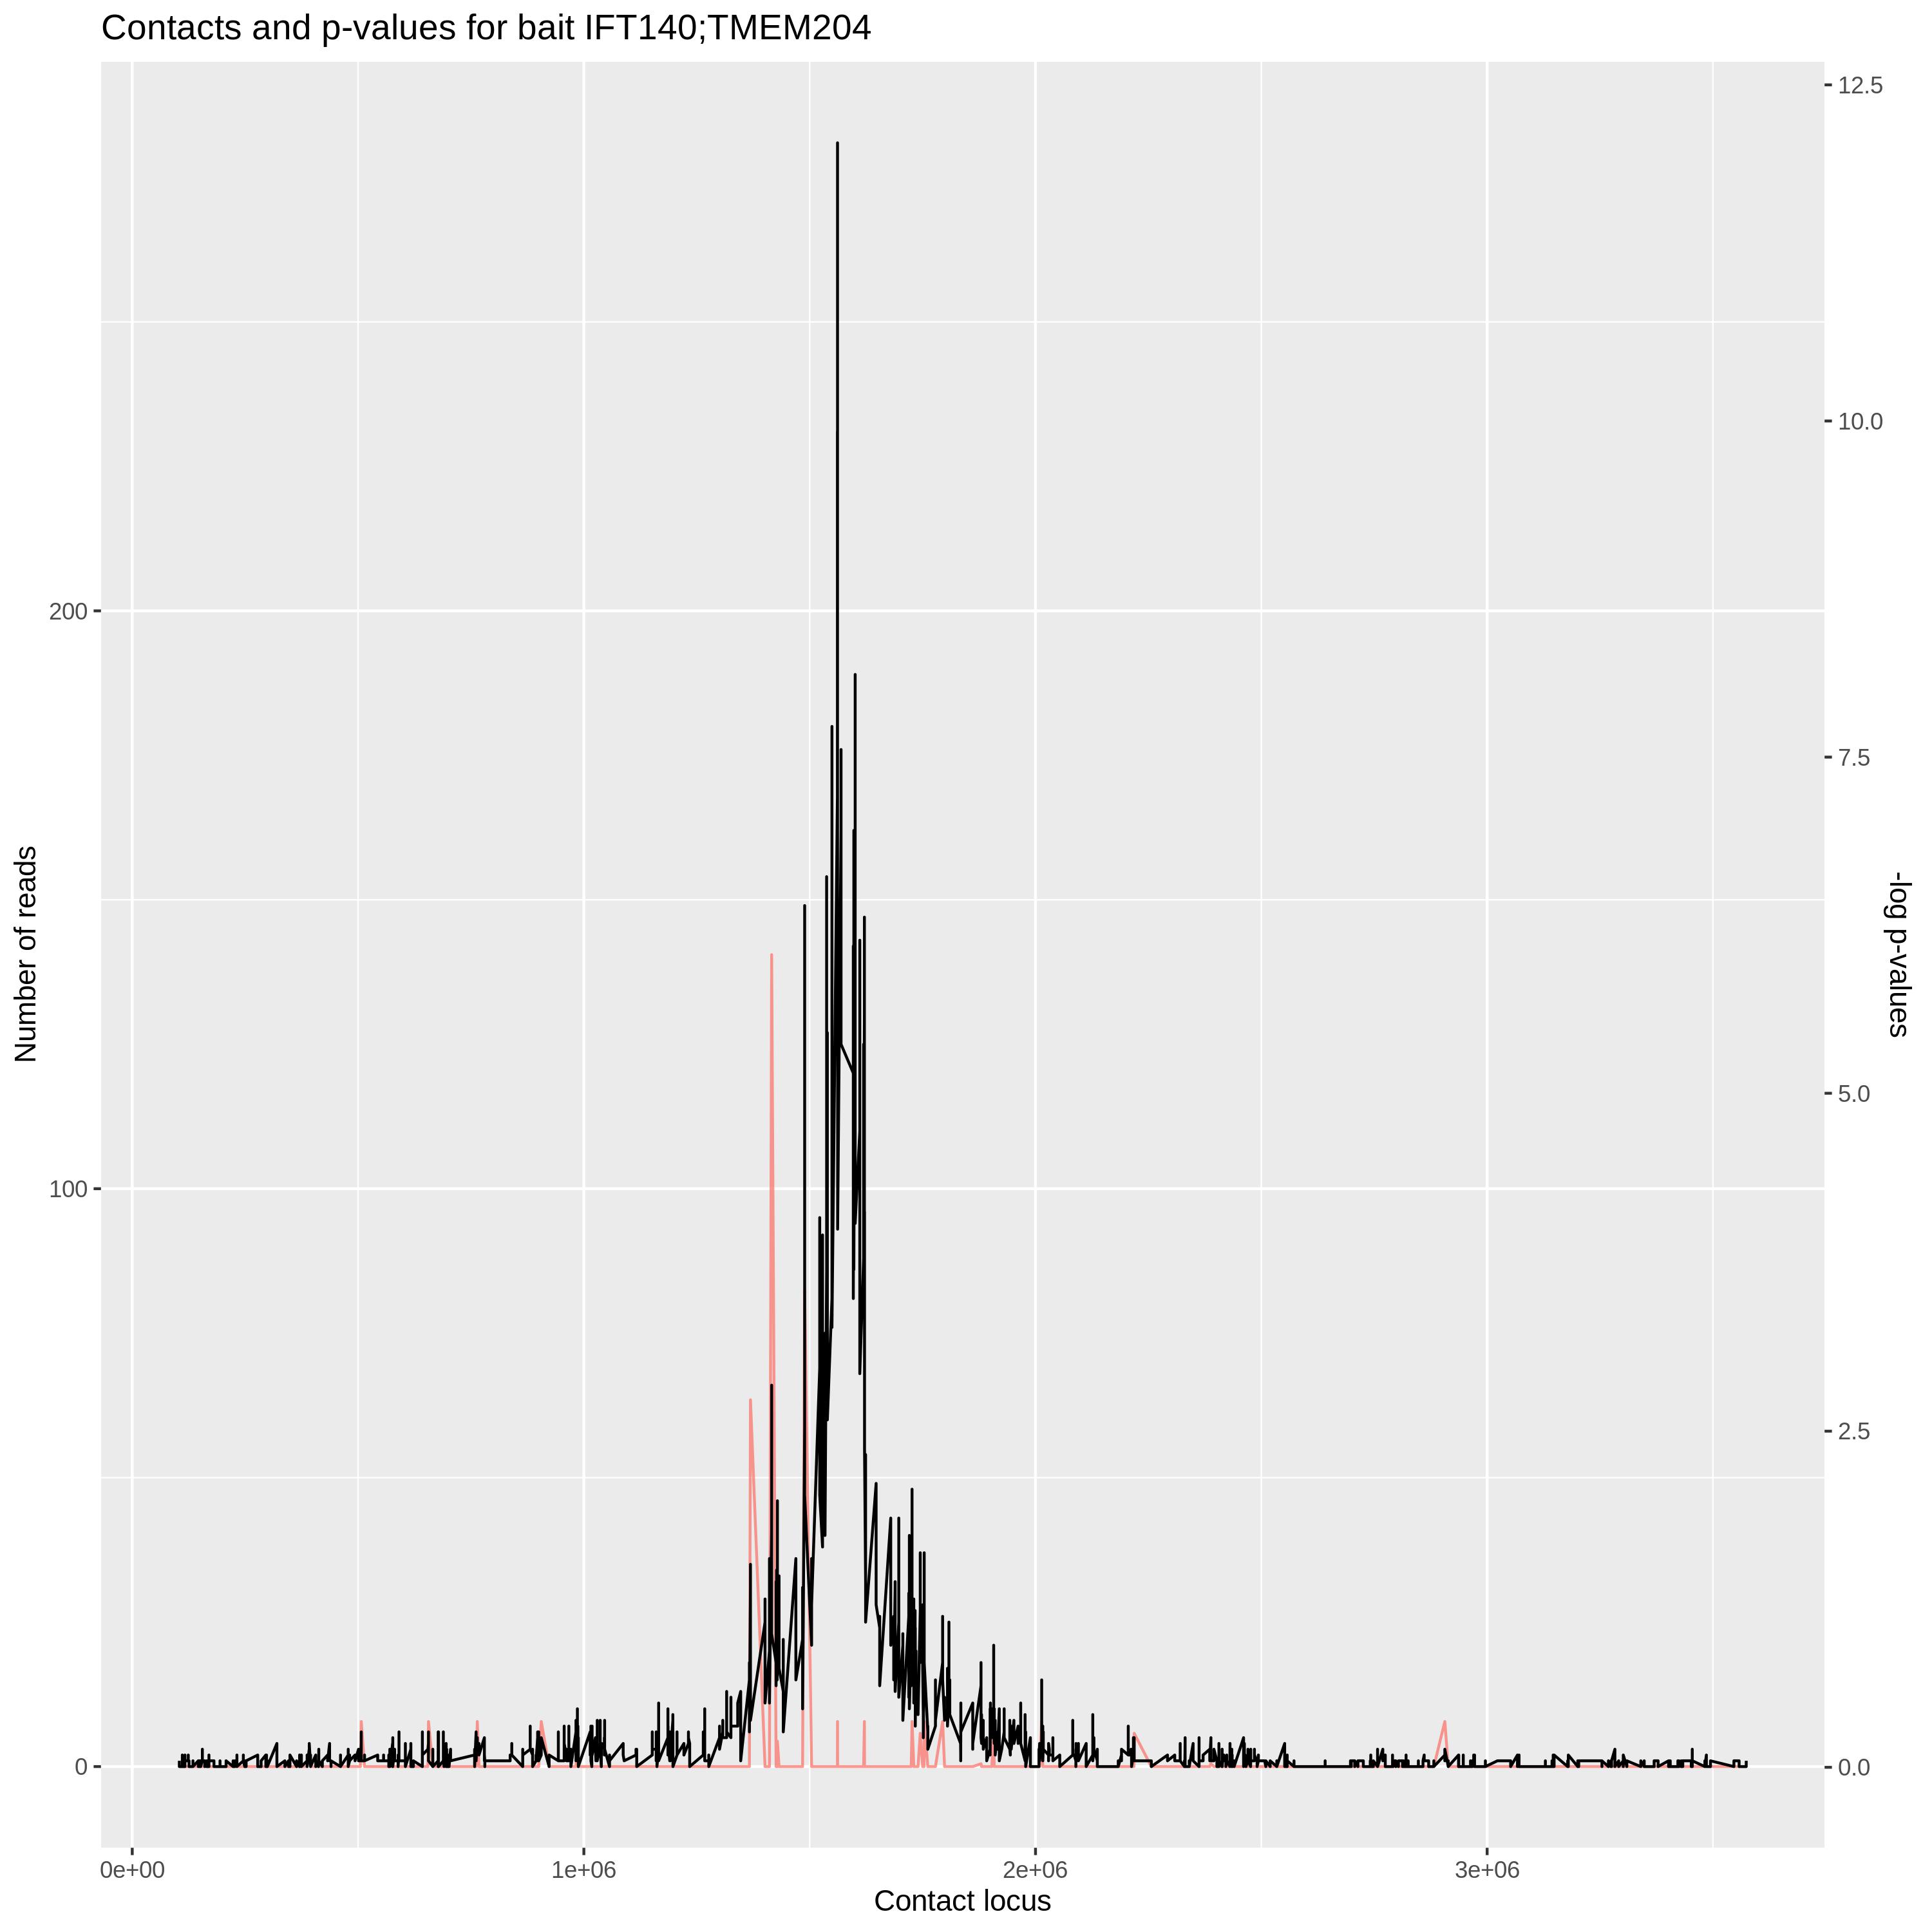 Contacts and p-values for bait IFT140;TMEM204
12.5
10.0
200
7.5
Number of reads
-log p-values
5.0
100
2.5
0
0.0
0e+00
1e+06
2e+06
3e+06
Contact locus